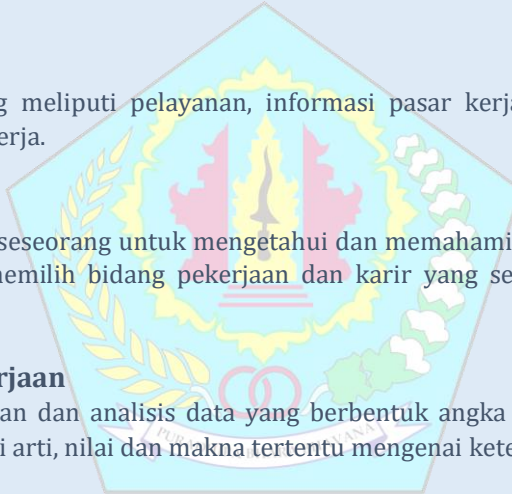 g meliputi pelayanan, informasi pasar kerja
erja.
seseorang untuk mengetahui dan memahami
memilih bidang pekerjaan dan karir yang se
rjaan
an dan analisis data yang berbentuk angka
i arti, nilai dan makna tertentu mengenai kete